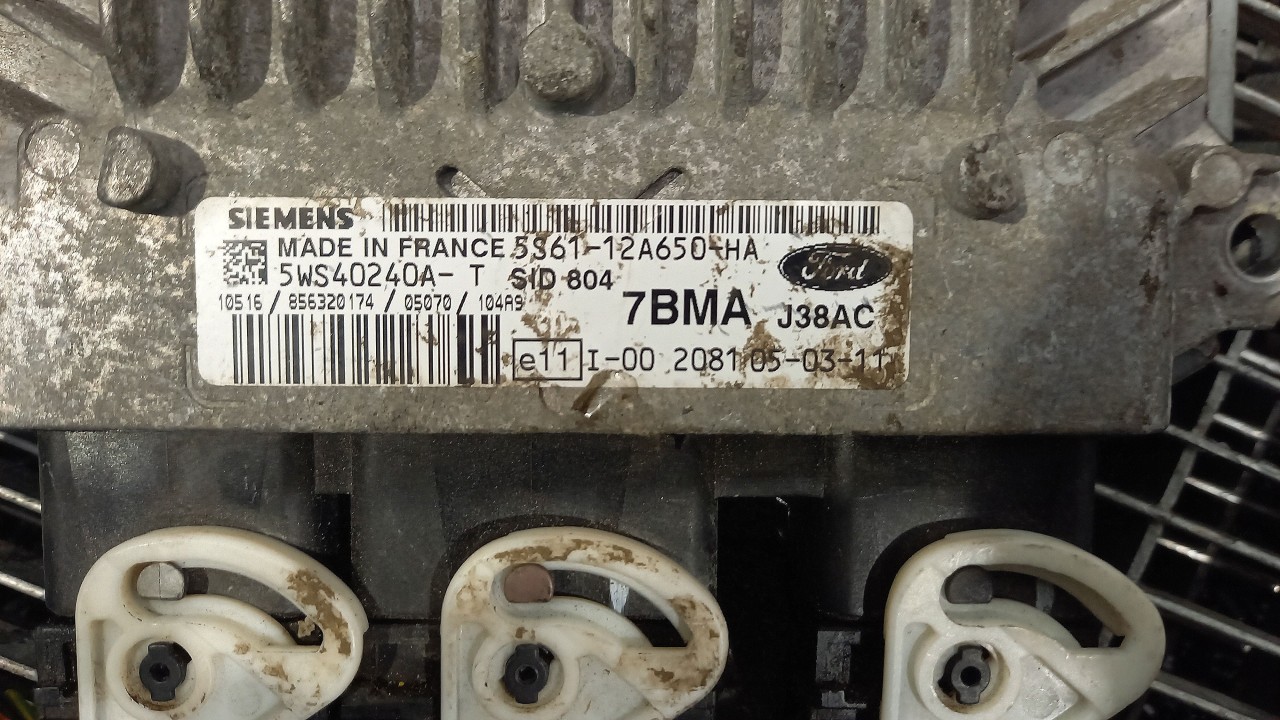 SIEMENS
MADE IN FRANCE 5S61-12A650-HA
5WS40240A- T SID 804
Ford
10516 / 856320174 / 05070 / 104A9
7BMA J38AC
e11 I-00 2081 05-03-11